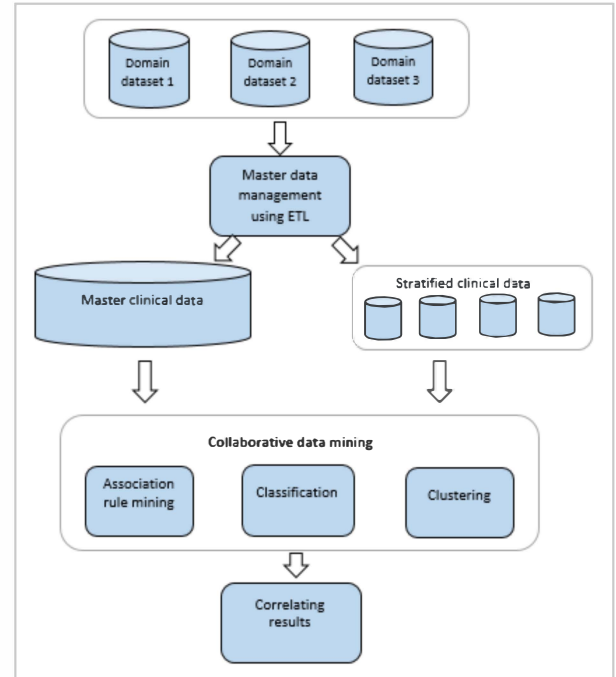 Domain
dataset 1
Domain
dataset 2
Domain
dataset 3
Master data
management
using ETL
Master clinical data
Stratified clinical data
Collaborative data mining
Association
rule mining
Classification
Clustering
Correlating
results